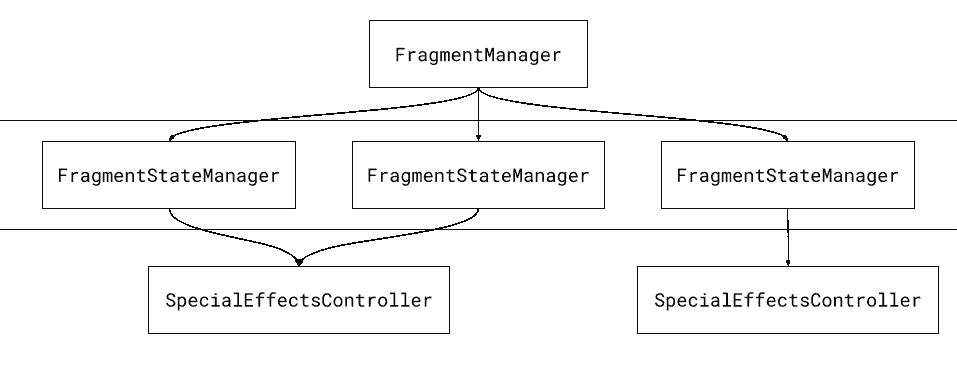 FragmentManager
FragmentStateManager
FragmentStateManager
FragmentStateManager
SpecialEffectsController
SpecialEffectsController